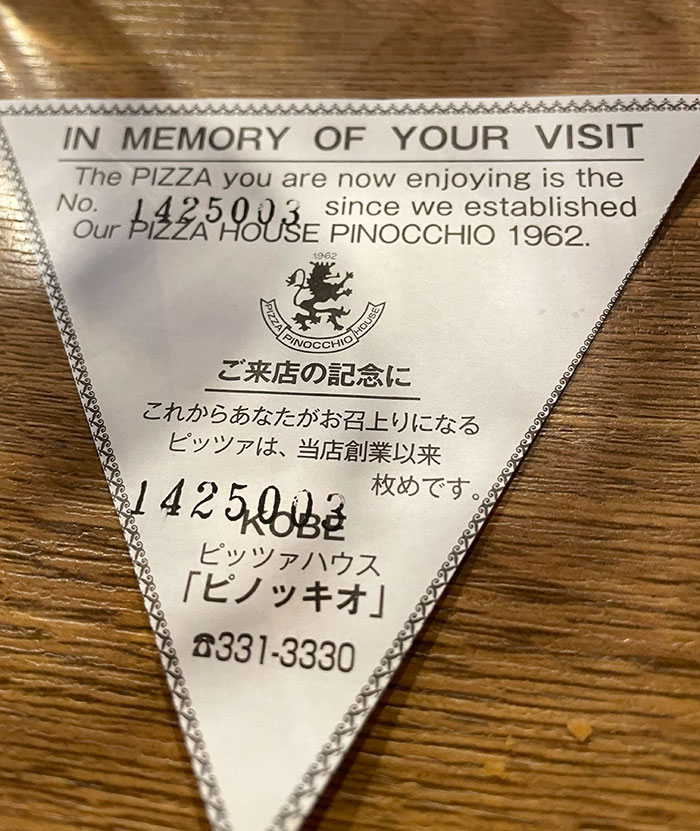 IN MEMORY OF YOUR VISIT
The PIZZA you are now enjoying is the
No. 1425003 since we established
Our PIZZA HOUSE PINOCCHIO 1962.
1962
PIZZA PINOCCHIO HOUSE
ご来店の記念に
これからあなたがお召上りになる
ピッツァは、当店創業以来
枚めです。
1425003
KOBE
ピッツァハウス
「ピノッキオ」
☎331-3330